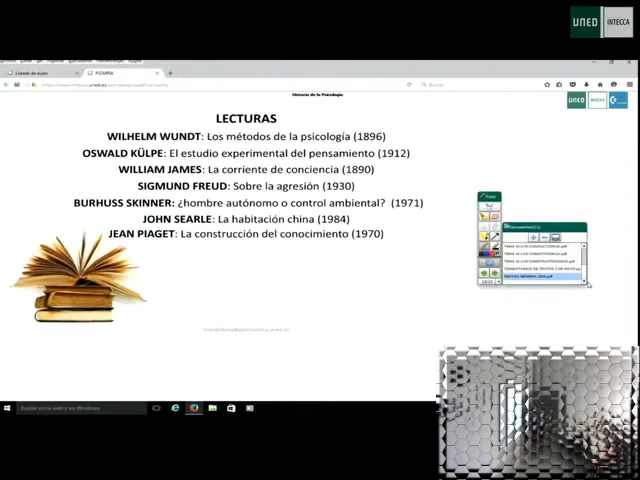 UNED INTECCA
Listado de aulas
PIZARRA
Buscar
Historia de la Psicología
UNED
LECTURAS
WILHELM WUNDT: Los métodos de la psicología (1896)
OSWALD KÜLPE: El estudio experimental del pensamiento (1912)
WILLIAM JAMES: La corriente de conciencia (1890)
SIGMUND FREUD: Sobre la agresión (1930)
BURHUSS SKINNER: ¿hombre autónomo o control ambiental? (1971)
JOHN SEARLE: La habitación china (1984)
JEAN PIAGET: La construcción del conocimiento (1970)
Buscar en la web y en Windows